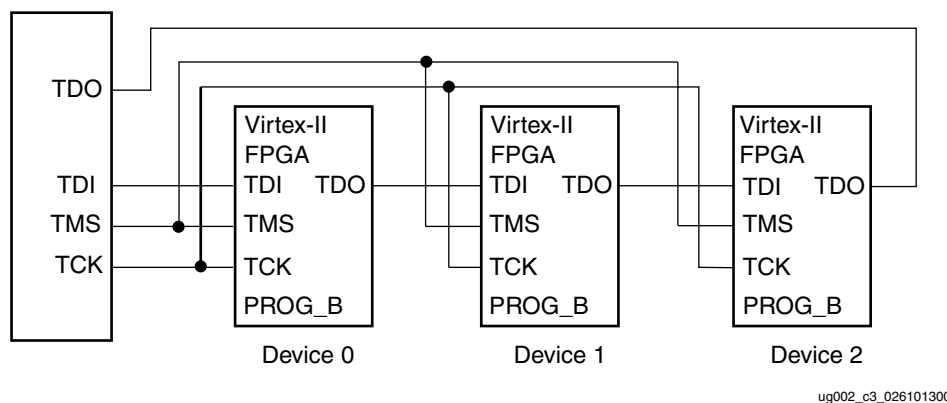 TDO
TDI
TMS
TCK
Virtex-II
FPGA
TDI TDO
TMS
TCK
PROG_B
Device 0
Virtex-II
FPGA
TDI TDO
TMS
TCK
PROG_B
Device 1
Virtex-II
FPGA
TDI TDO
TMS
TCK
PROG_B
Device 2